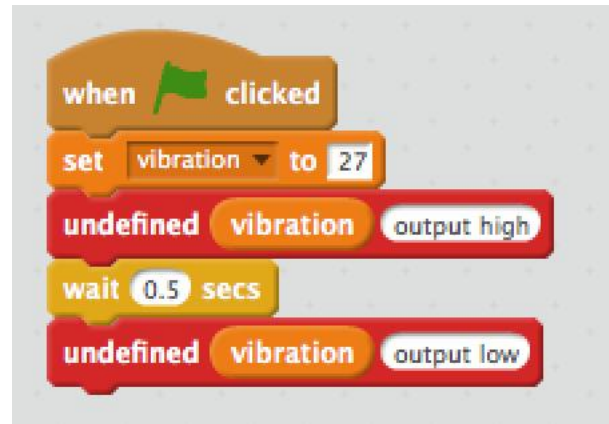 when clicked
set vibration to 27
undefined vibration output high
wait 0.5 secs
undefined vibration output low